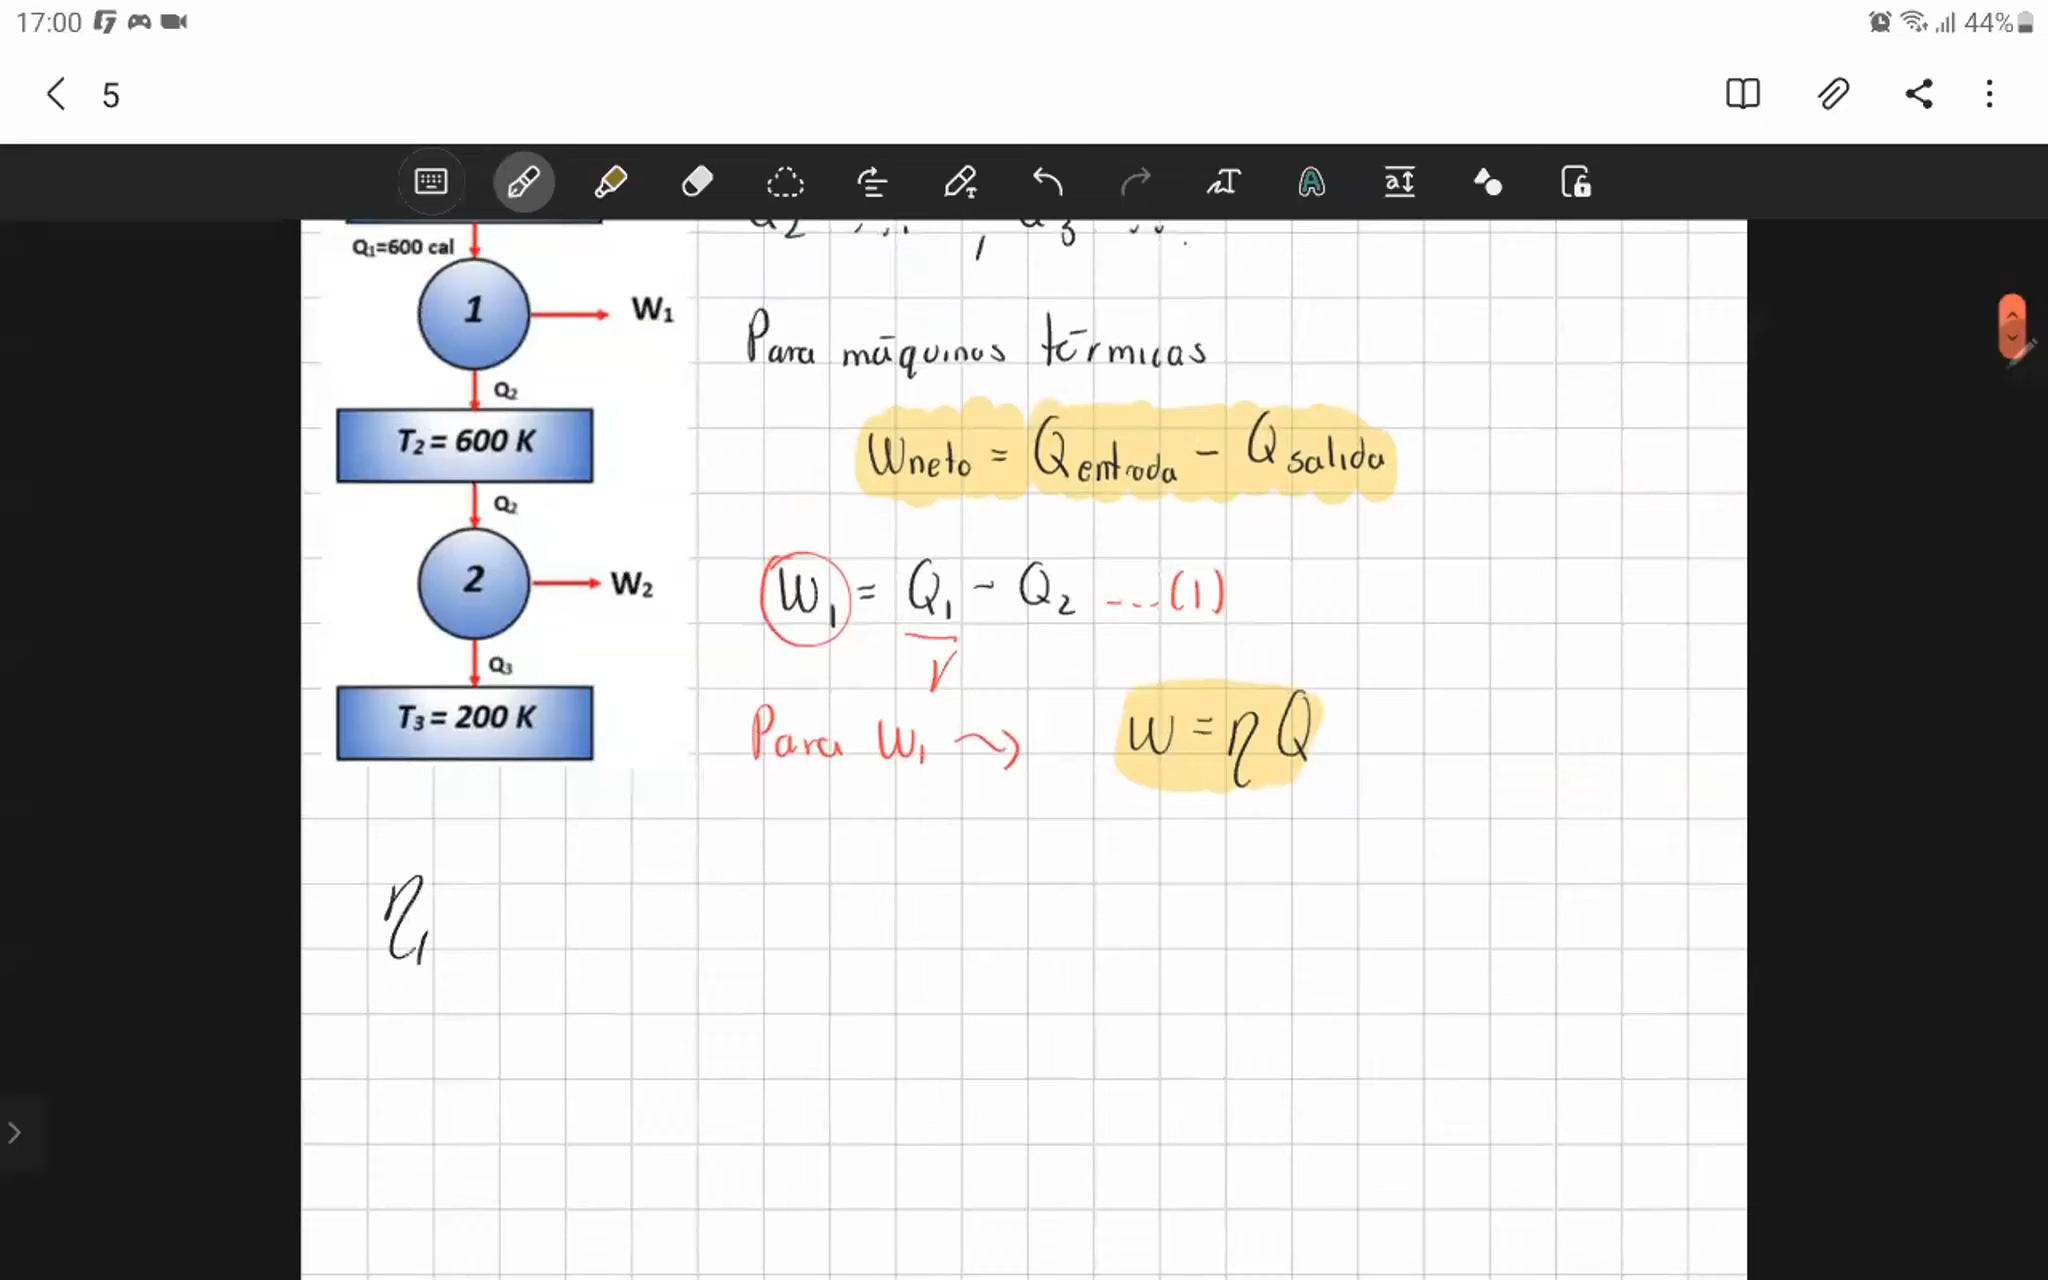 17:00
44%
5
Q₁=600 cal
1
W₁
Q₂
T₂ = 600 K
Q₂
2
W₂
Q₃
T₃ = 200 K
Para máquinas térmicas
Wneto = Qentrada - Qsalida
W₁ = Q₁ - Q₂ ...(1)
Para W₁ → W = η Q
η₁